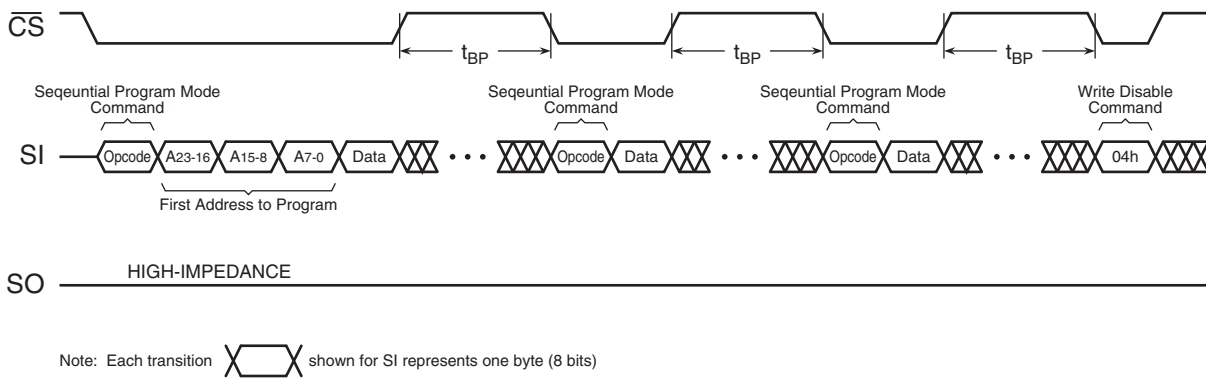 CS
tBP tBP tBP
Seqeuntial Program Mode
Command
Seqeuntial Program Mode
Command
Seqeuntial Program Mode
Command
Write Disable
Command
SI Opcode A23-16 A15-8 A7-0 Data • • • Opcode Data • • • Opcode Data • • • 04h
First Address to Program
HIGH-IMPEDANCE
SO
Note: Each transition shown for SI represents one byte (8 bits)